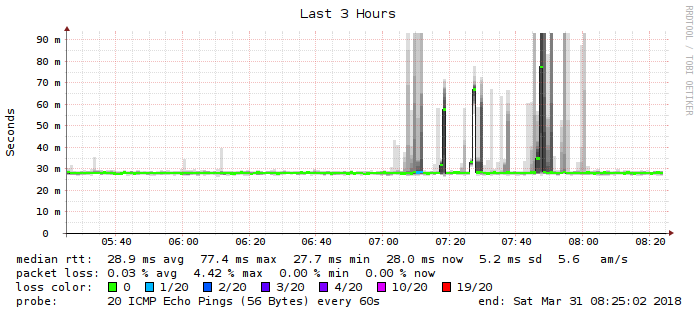 Last 3 Hours
RRDTOOL / TOBI OETIKER
Seconds
90 m
80 m
70 m
60 m
50 m
40 m
30 m
20 m
10 m
0
05:40 06:00 06:20 06:40 07:00 07:20 07:40 08:00 08:20
median rtt: 28.9 ms avg 77.4 ms max 27.7 ms min 28.0 ms now 5.2 ms sd 5.6 am/s
packet loss: 0.03 % avg 4.42 % max 0.00 % min 0.00 % now
loss color: 0 1/20 2/20 3/20 4/20 10/20 19/20
probe: 20 ICMP Echo Pings (56 Bytes) every 60s end: Sat Mar 31 08:25:02 2018